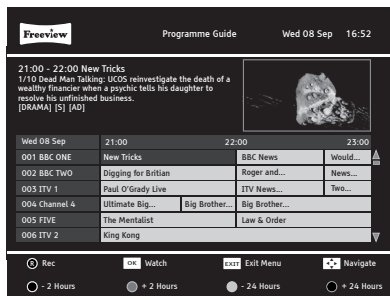 Freeview Programme Guide Wed 08 Sep 16:52
21:00 - 22:00 New Tricks
1/10 Dead Man Talking: UCOS reinvestigate the death of a
wealthy financier when a psychic tells his daughter to
resolve his unfinished business.
[DRAMA] [S] [AD]
Wed 08 Sep 21:00 22:00 23:00
001 BBC ONE New Tricks BBC News Would...
002 BBC TWO Digging for Britian Roger and... News...
003 ITV 1 Paul O'Grady Live ITV News... Two...
004 Channel 4 Ultimate Big... Big Brother... Big Brother...
005 FIVE The Mentalist Law & Order
006 ITV 2 King Kong
R Rec OK Watch EXIT Exit Menu Navigate
- 2 Hours + 2 Hours - 24 Hours + 24 Hours